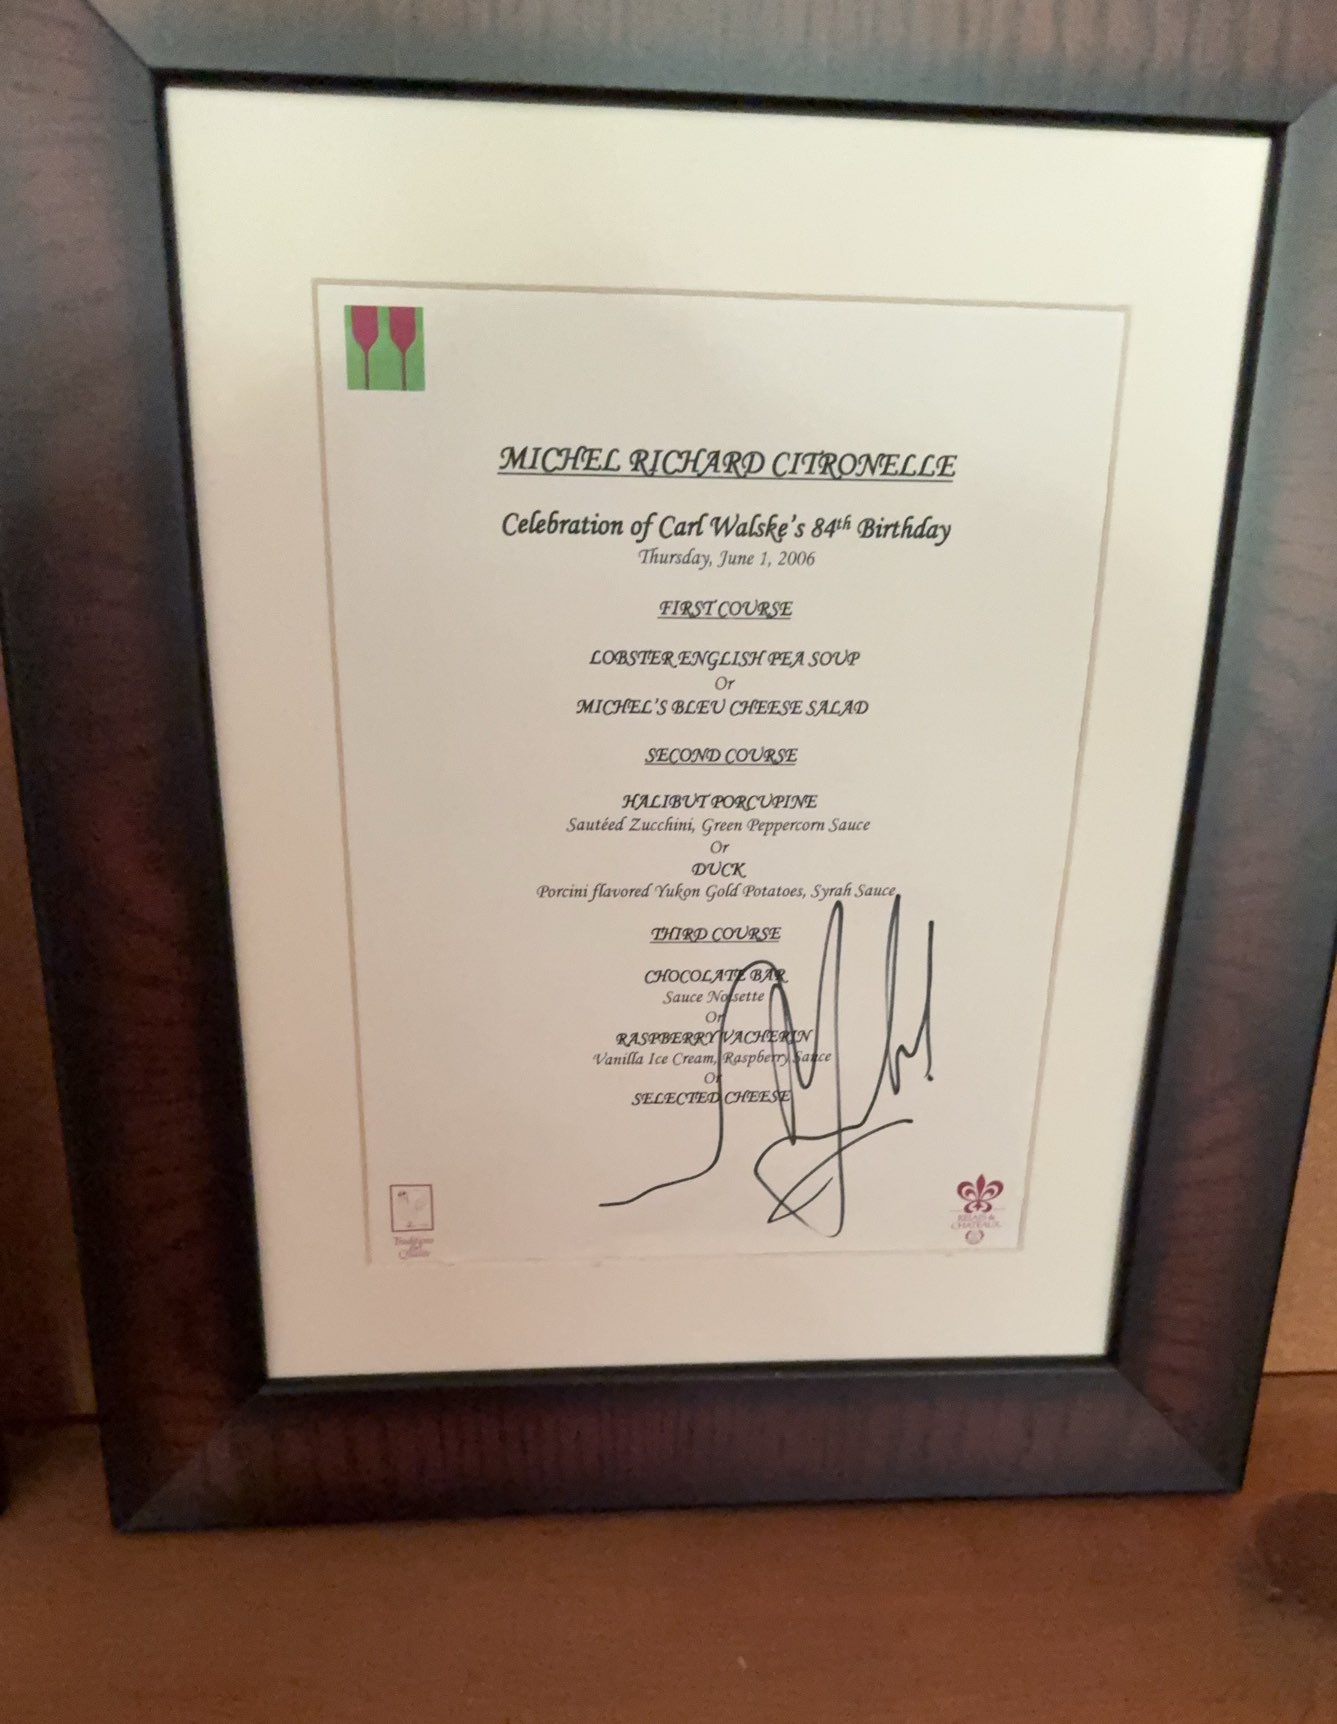 MICHEL RICHARD CITRONELLE
Celebration of Carl Walske's 84th Birthday
Thursday, June 1, 2006
FIRST COURSE
LOBSTER ENGLISH PEA SOUP
Or
MICHEL'S BLEU CHEESE SALAD
SECOND COURSE
HALIBUT PORCUPINE
Sautéed Zucchini, Green Peppercorn Sauce
Or
DUCK
Porcini flavored Yukon Gold Potatoes, Syrah Sauce
THIRD COURSE
CHOCOLATE BAR
Sauce Noisette
Or
RASPBERRY VACHERIN
Vanilla Ice Cream, Raspberry Sauce
Or
SELECTED CHEESE
RELAIS &
CHATEAUX